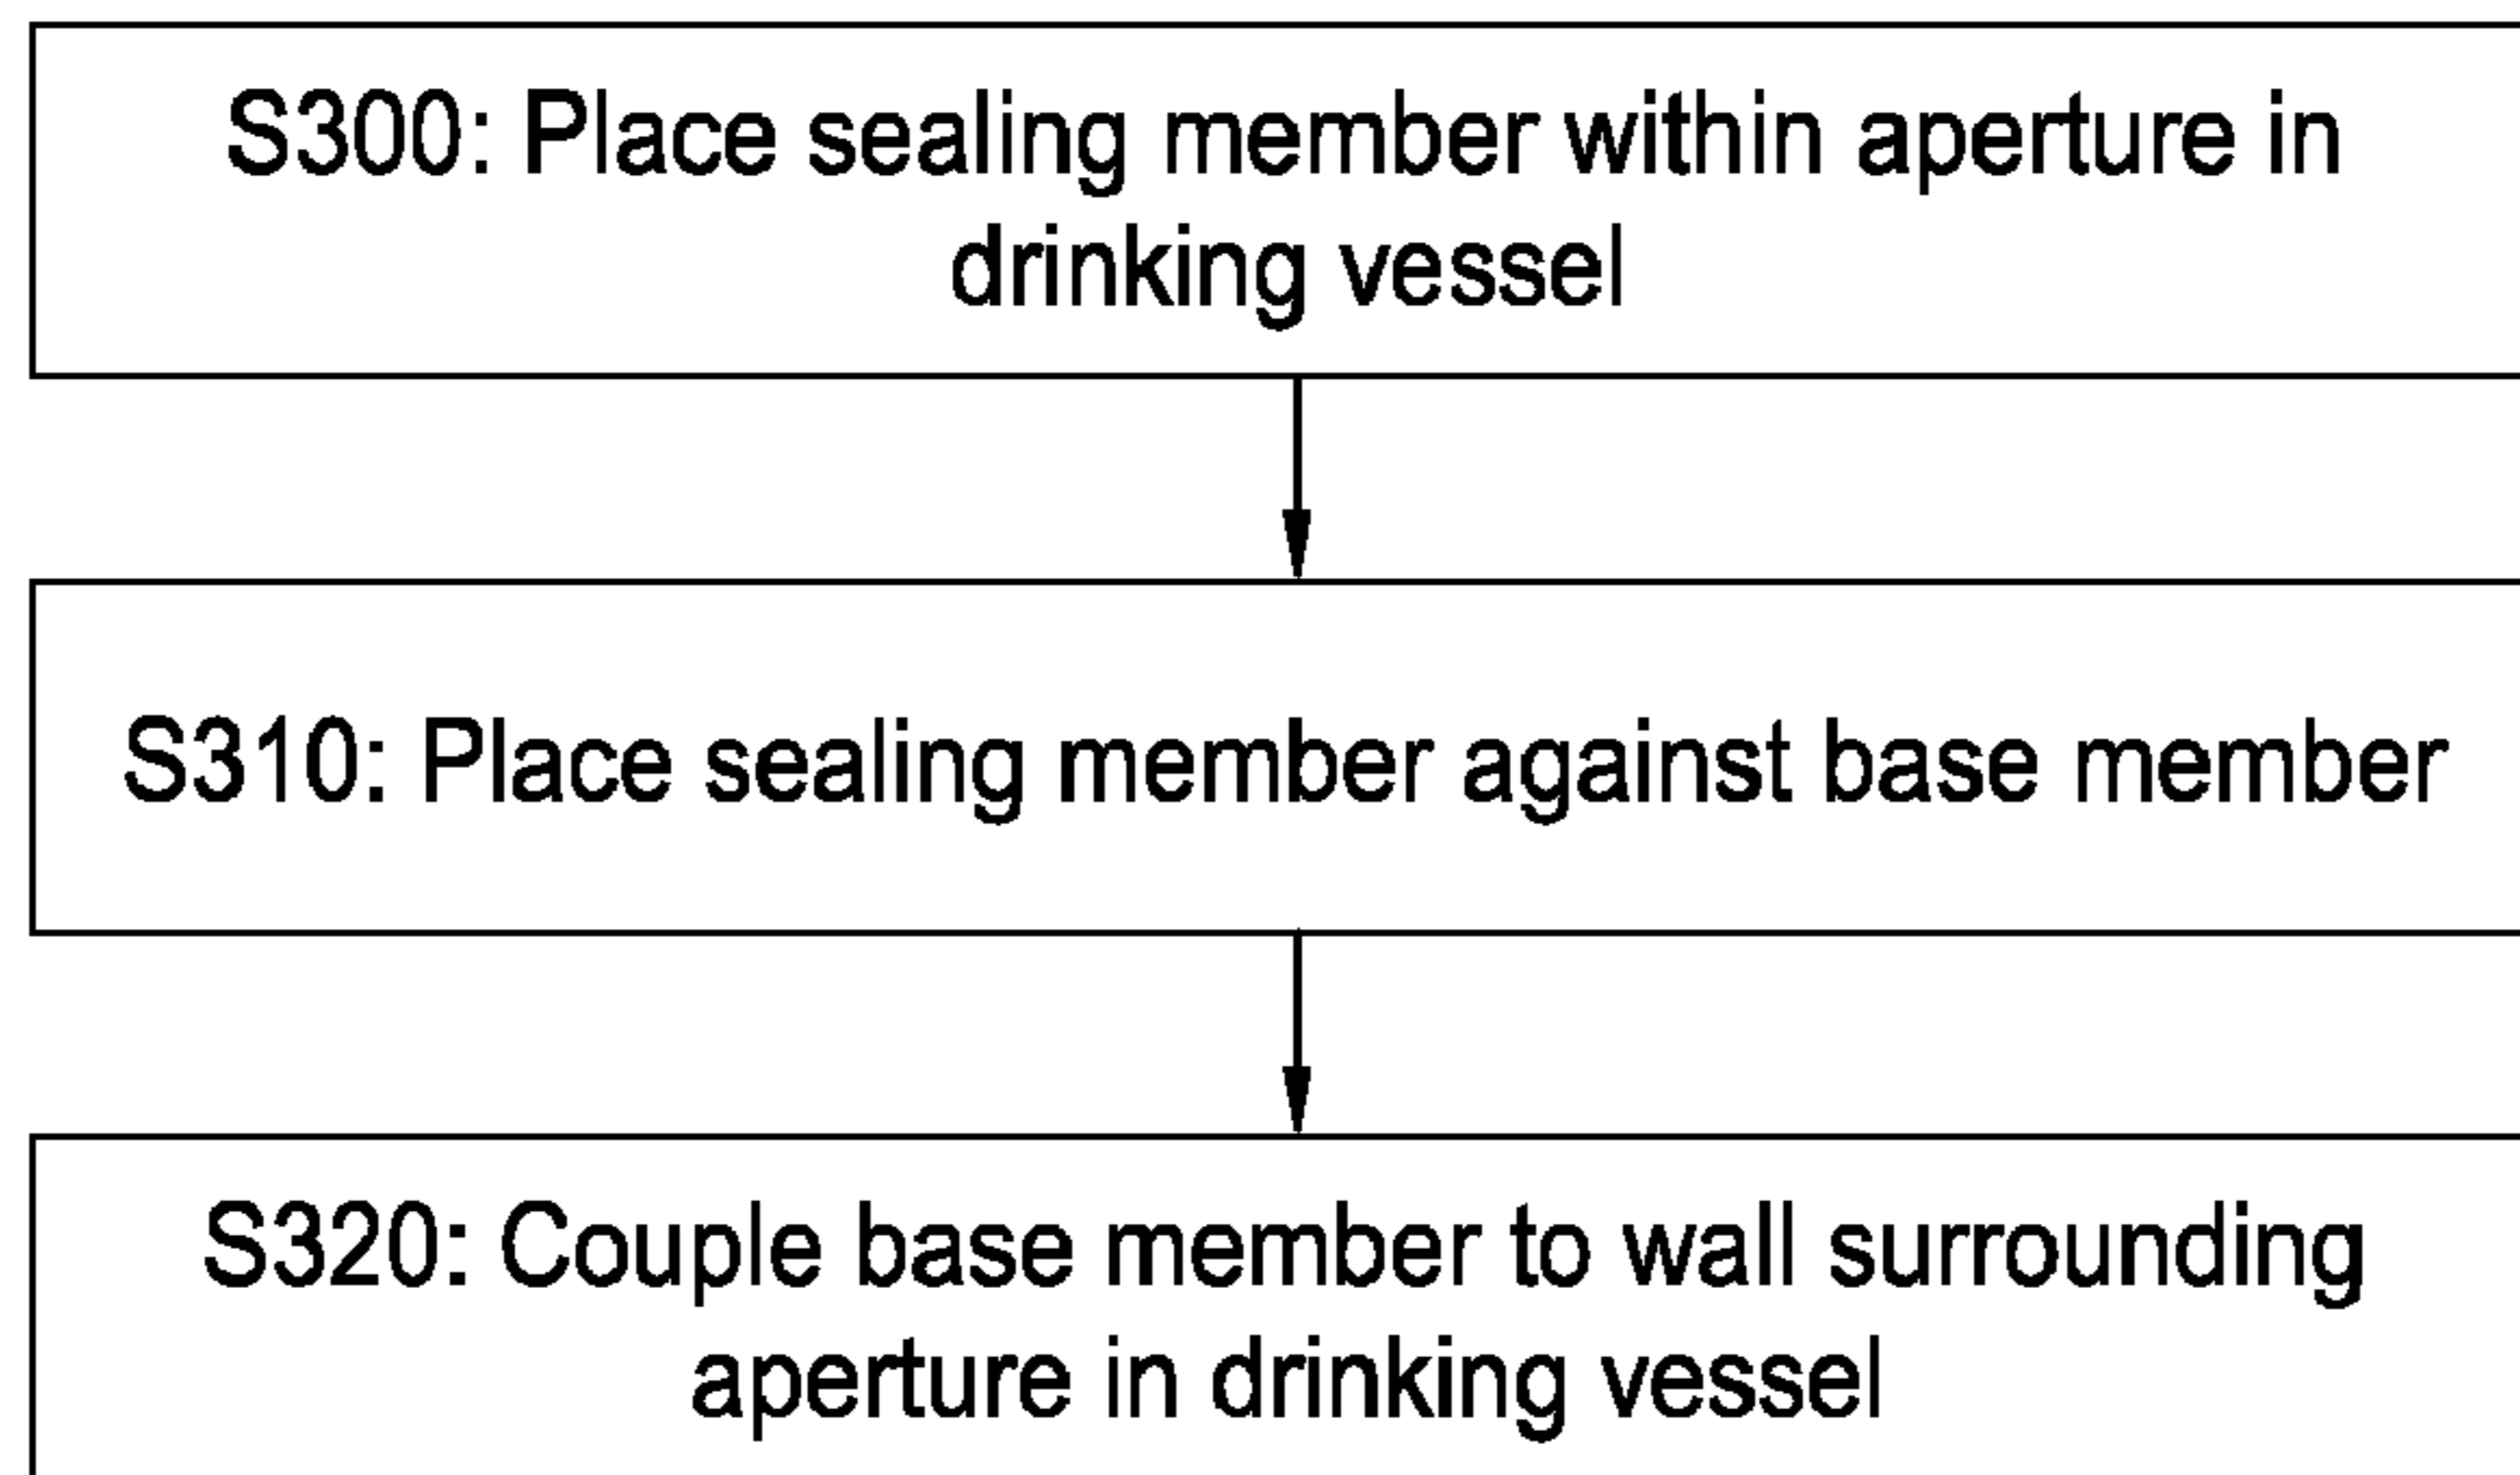 S300: Place sealing member within aperture in
drinking vessel
S310: Place sealing member against base member
S320: Couple base member to wall surrounding
aperture in drinking vessel